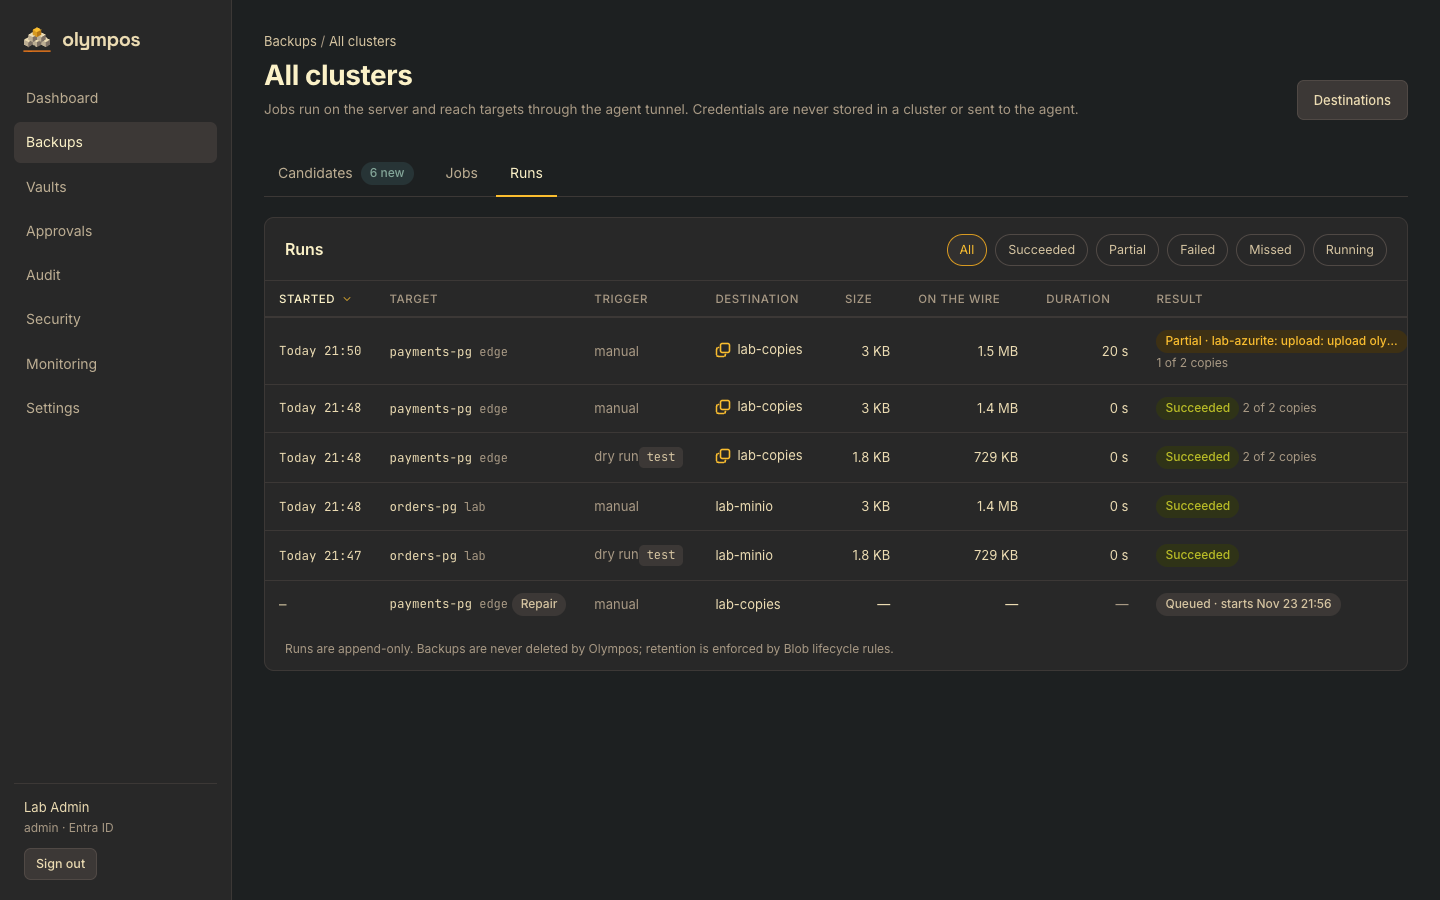 olympos
Dashboard
Backups
Vaults
Approvals
Audit
Security
Monitoring
Settings
Lab Admin
admin · Entra ID
Sign out
Backups / All clusters
All clusters
Jobs run on the server and reach targets through the agent tunnel. Credentials are never stored in a cluster or sent to the agent.
Destinations
Candidates 6 new Jobs Runs
Runs
All Succeeded Partial Failed Missed Running
STARTED TARGET TRIGGER DESTINATION SIZE ON THE WIRE DURATION RESULT
Today 21:50 payments-pg edge manual lab-copies 3 KB 1.5 MB 20 s Partial · lab-azurite: upload: upload oly…
1 of 2 copies
Today 21:48 payments-pg edge manual lab-copies 3 KB 1.4 MB 0 s Succeeded 2 of 2 copies
Today 21:48 payments-pg edge dry run test lab-copies 1.8 KB 729 KB 0 s Succeeded 2 of 2 copies
Today 21:48 orders-pg lab manual lab-minio 3 KB 1.4 MB 0 s Succeeded
Today 21:47 orders-pg lab dry run test lab-minio 1.8 KB 729 KB 0 s Succeeded
— payments-pg edge Repair manual lab-copies — — — Queued · starts Nov 23 21:56
Runs are append-only. Backups are never deleted by Olympos; retention is enforced by Blob lifecycle rules.